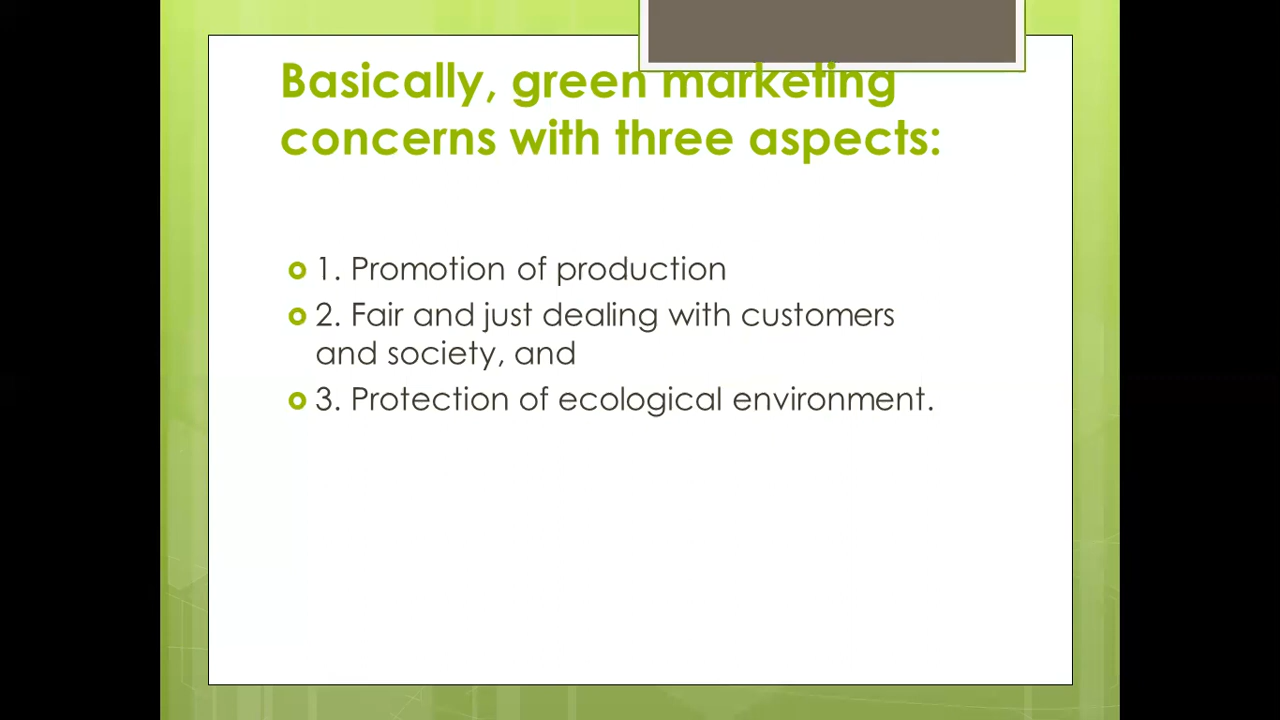 Basically, green marketing
concerns with three aspects:
1. Promotion of production
2. Fair and just dealing with customers
and society, and
3. Protection of ecological environment.